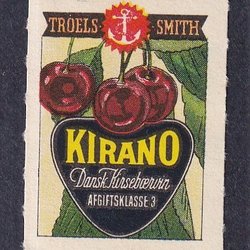 TROELS SMITH
KIRANO
Dansk Kirsebærvin
AFGIFTSKLASSE 3